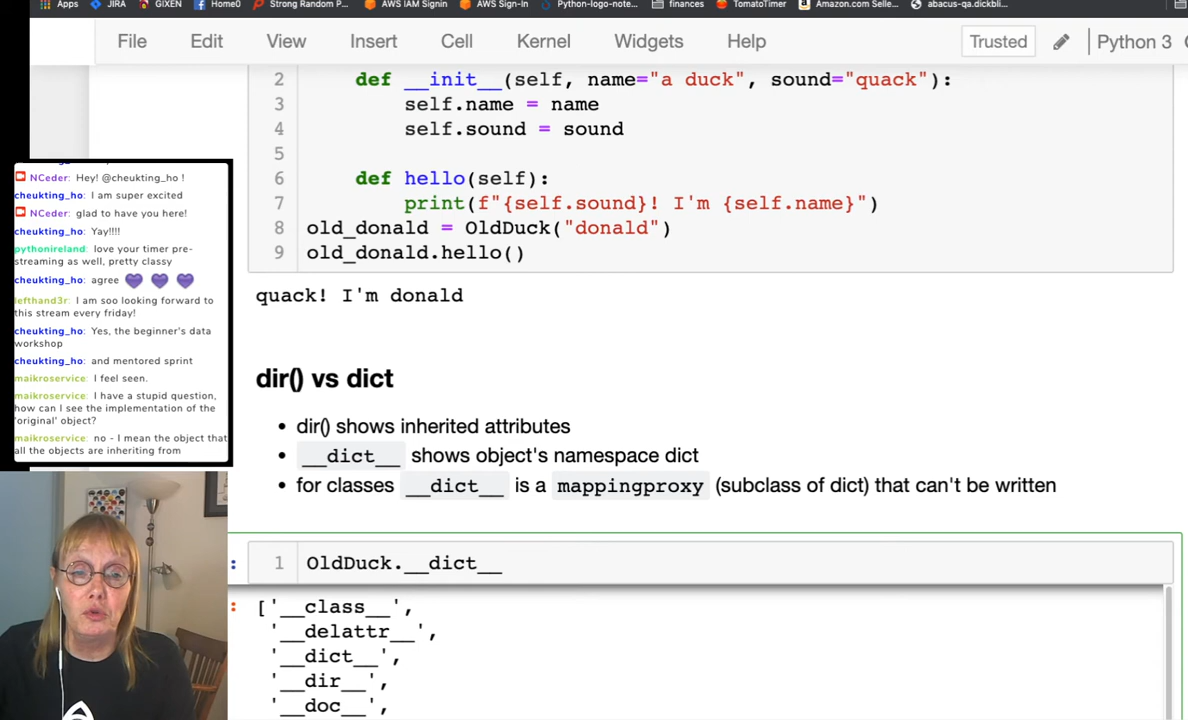 Apps JIRA GIXEN Home0 Strong Random P... AWS IAM Signin AWS Sign-In Python-logo-note... finances TomatoTimer Amazon.com Selle... abacus-qa.dickbli...
File Edit View Insert Cell Kernel Widgets Help Trusted Python 3
2 def __init__(self, name="a duck", sound="quack"):
3 self.name = name
4 self.sound = sound
5
6 def hello(self):
7 print(f"{self.sound}! I'm {self.name}")
8 old_donald = OldDuck("donald")
9 old_donald.hello()
quack! I'm donald
NCeder: Hey! @cheukting_ho !
cheukting_ho: I am super excited
NCeder: glad to have you here!
cheukting_ho: Yay!!!!
pythonireland: love your timer pre-
streaming as well, pretty classy
cheukting_ho: agree
lefthand3r: I am soo looking forward to
this stream every friday!
cheukting_ho: Yes, the beginner's data
workshop
cheukting_ho: and mentored sprint
maikroservice: I feel seen.
maikroservice: I have a stupid question,
how can I see the implementation of the
'original' object?
maikroservice: no - I mean the object that
all the objects are inheriting from
dir() vs dict
• dir() shows inherited attributes
• __dict__ shows object's namespace dict
• for classes __dict__ is a mappingproxy (subclass of dict) that can't be written
: 1 OldDuck.__dict__
: ['__class__',
'__delattr__',
'__dict__',
'__dir__',
'__doc__',